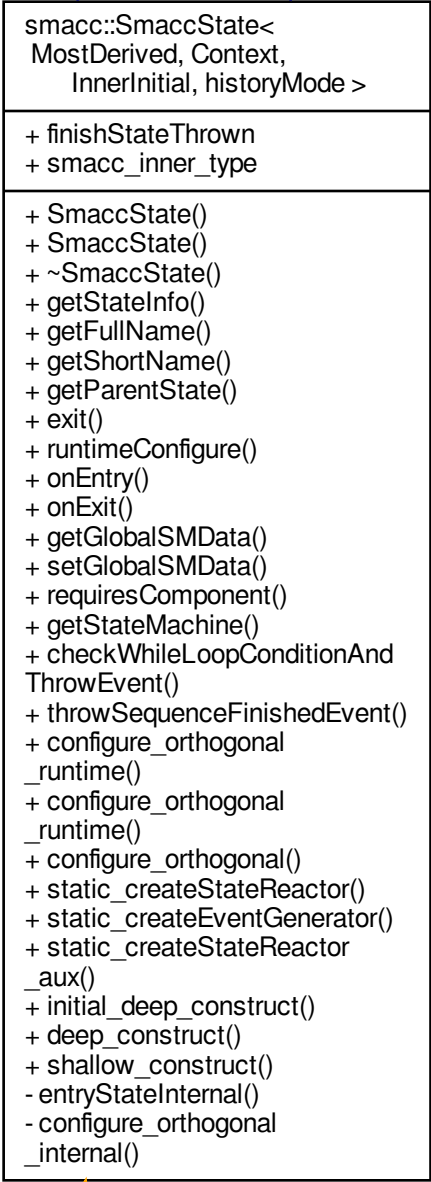 smacc::SmaccState<
MostDerived, Context,
InnerInitial, historyMode >
+ finishStateThrown
+ smacc_inner_type
+ SmaccState()
+ SmaccState()
+ ~SmaccState()
+ getStateInfo()
+ getFullName()
+ getShortName()
+ getParentState()
+ exit()
+ runtimeConfigure()
+ onEntry()
+ onExit()
+ getGlobalSMData()
+ setGlobalSMData()
+ requiresComponent()
+ getStateMachine()
+ checkWhileLoopConditionAnd
ThrowEvent()
+ throwSequenceFinishedEvent()
+ configure_orthogonal
_runtime()
+ configure_orthogonal
_runtime()
+ configure_orthogonal()
+ static_createStateReactor()
+ static_createEventGenerator()
+ static_createStateReactor
_aux()
+ initial_deep_construct()
+ deep_construct()
+ shallow_construct()
- entryStateInternal()
- configure_orthogonal
_internal()